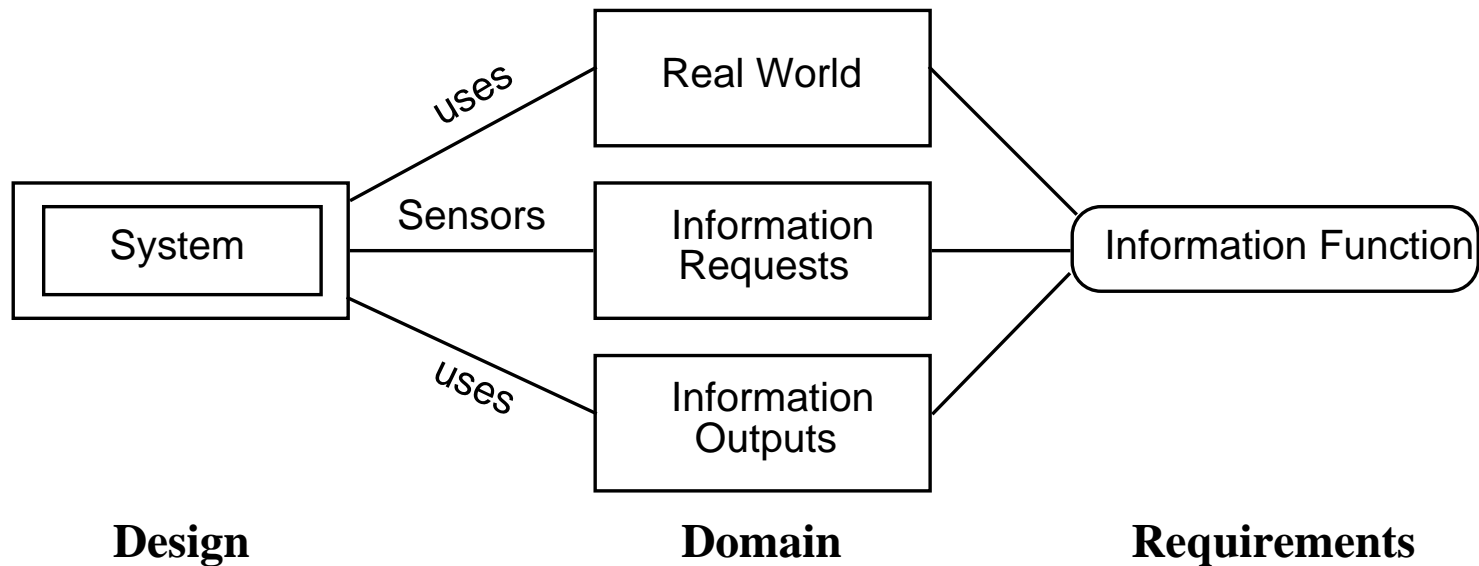 uses
Real World
System
Sensors
Information
Requests
Information Function
uses
Information
Outputs
Design
Domain
Requirements